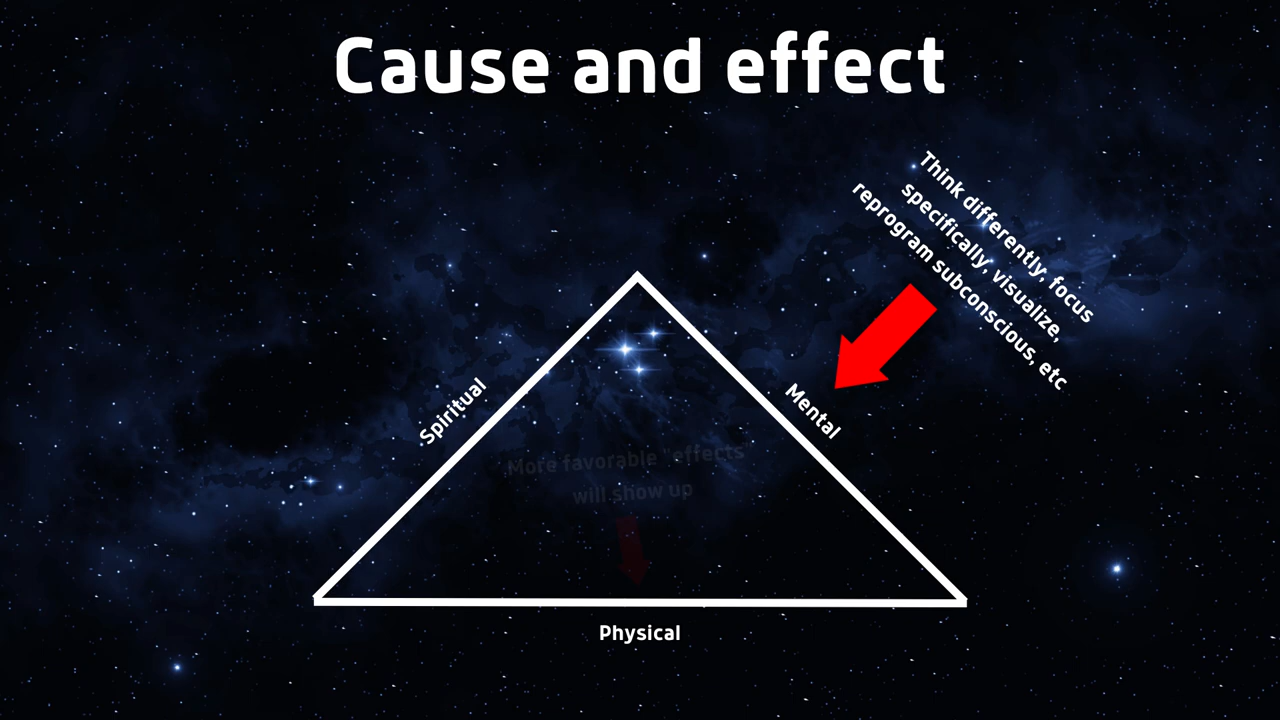 Cause and effect
Think differently, focus
specifically, visualize,
reprogram subconscious, etc
Spiritual
Mental
More favorable "effects
will show up
Physical